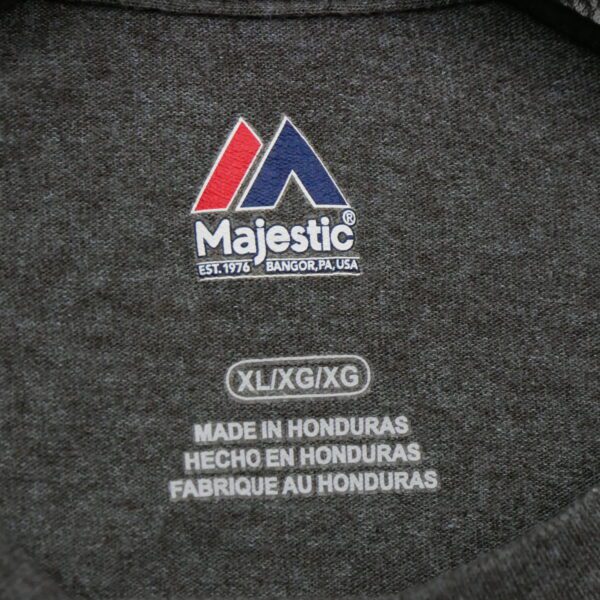 Majestic®
EST. 1976 BANGOR, PA, USA
XL/XG/XG
MADE IN HONDURAS
HECHO EN HONDURAS
FABRIQUE AU HONDURAS